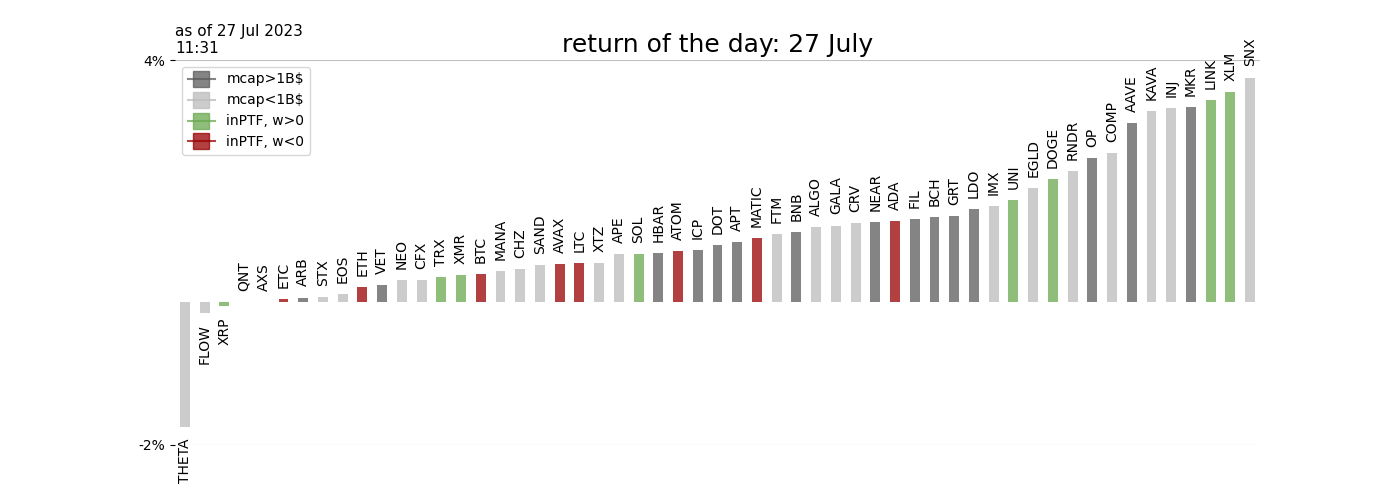 as of 27 Jul 2023
11:31
return of the day: 27 July
4%
-2%
mcap>1B$
mcap<1B$
inPTF, w>0
inPTF, w<0
THETA
FLOW
XRP
QNT
AXS
ETC
ARB
STX
EOS
ETH
VET
NEO
CFX
TRX
XMR
BTC
MANA
CHZ
SAND
AVAX
LTC
XTZ
APE
SOL
HBAR
ATOM
ICP
DOT
APT
MATIC
FTM
BNB
ALGO
GALA
CRV
NEAR
ADA
FIL
BCH
GRT
LDO
IMX
UNI
EGLD
DOGE
RNDR
OP
COMP
AAVE
KAVA
INJ
MKR
LINK
XLM
SNX